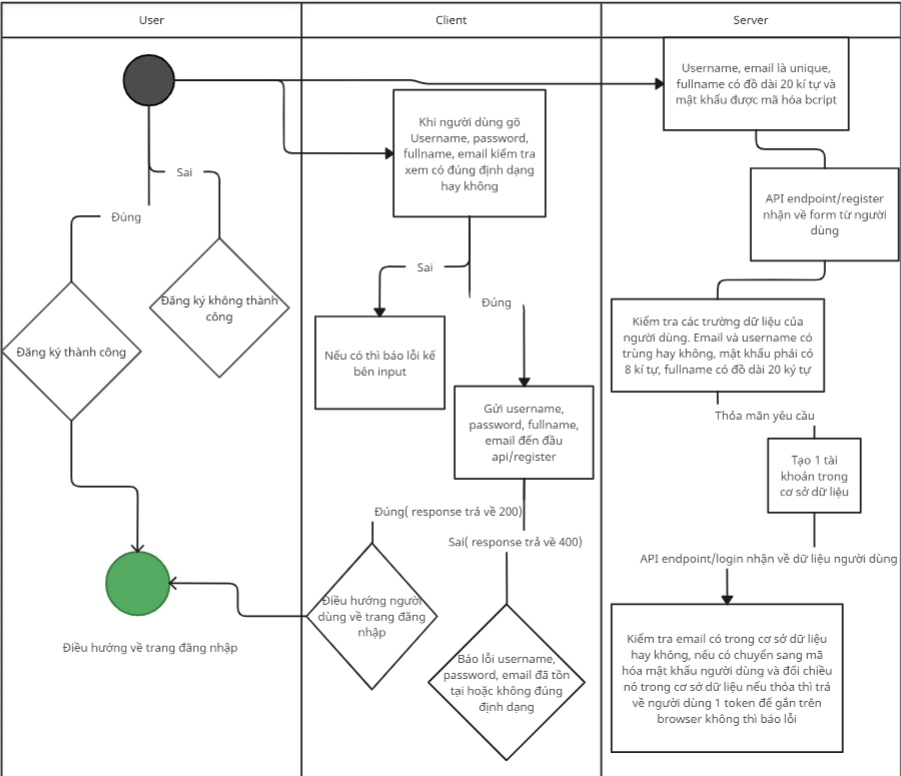 User
Client
Server
Sai
Đúng
Đăng ký không thành
công
Đăng ký thành công
Điều hướng về trang đăng nhập
Khi người dùng gõ
Username, password,
fullname, email kiểm tra
xem có đúng định dạng
hay không
Sai
Đúng
Nếu có thì báo lỗi kế
bên input
Gửi username,
password, fullname,
email đến đầu
api/register
Đúng( response trả về 200)
Sai( response trả về 400)
Điều hướng người
dùng về trang đăng
nhập
Báo lỗi username,
password, email đã tồn
tại hoặc không đúng
định dạng
Username, email là unique,
fullname có đồ dài 20 kí tự và
mật khẩu được mã hóa bcript
API endpoint/register
nhận về form từ người
dùng
Kiểm tra các trường dữ liệu của
người dùng. Email và username có
trùng hay không, mật khẩu phải có
8 kí tự, fullname có đồ dài 20 ký tự
Thỏa mãn yêu cầu
Tạo 1 tài
khoản trong
cơ sở dữ liệu
API endpoint/login nhận về dữ liệu người dùng
Kiểm tra email có trong cơ sở dữ liệu
hay không, nếu có chuyển sang mã
hóa mật khẩu người dùng và đối chiều
nó trong cơ sở dữ liệu nếu thỏa thì trả
về người dùng 1 token để gắn trên
browser không thì báo lỗi